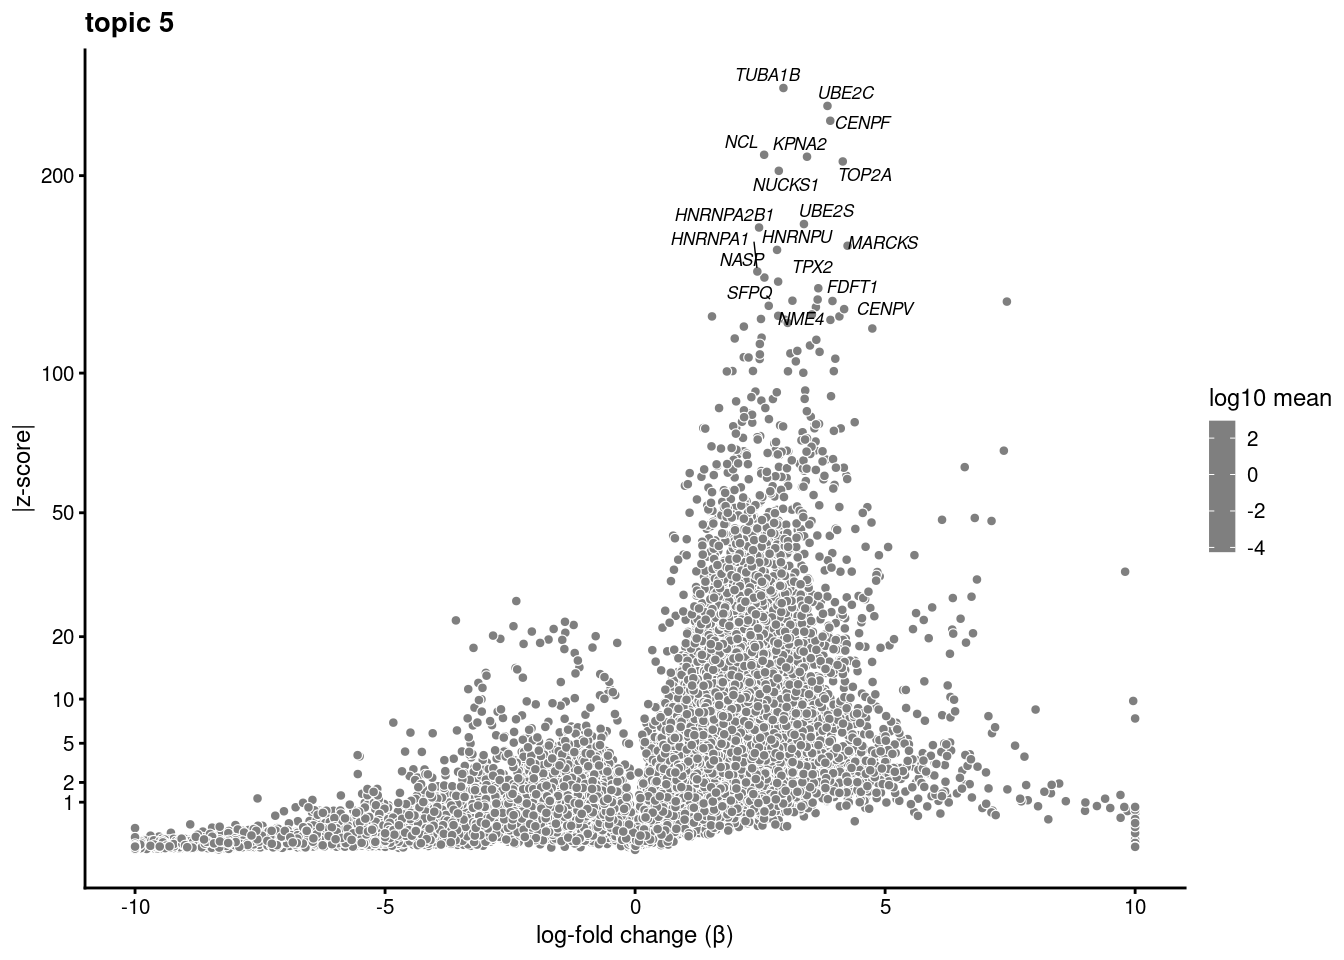 topic 5
TUBA1B
UBE2C
CENPF
NCL
KPNA2
200
TOP2A
NUCKS1
HNRNPA2B1
UBE2S
HNRNPA1
HNRNPU
MARCKS
NASP
TPX2
SFPQ
FDFT1
CENPV
NME4
100
50
20
10
5
2
1
|z-score|
-10
-5
0
5
10
log-fold change (β)
log10 mean
2
0
-2
-4